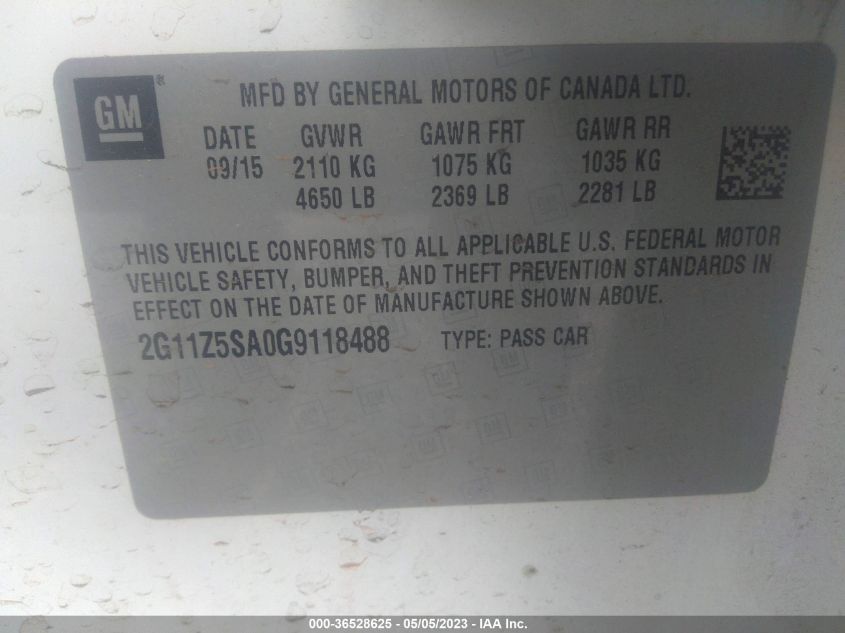 GM ®
MFD BY GENERAL MOTORS OF CANADA LTD.
DATE GVWR GAWR FRT GAWR RR
09/15 2110 KG 1075 KG 1035 KG
4650 LB 2369 LB 2281 LB
THIS VEHICLE CONFORMS TO ALL APPLICABLE U.S. FEDERAL MOTOR
VEHICLE SAFETY, BUMPER, AND THEFT PREVENTION STANDARDS IN
EFFECT ON THE DATE OF MANUFACTURE SHOWN ABOVE.
2G11Z5SA0G9118488 TYPE: PASS CAR
000-36528625 - 05/05/2023 - IAA Inc.